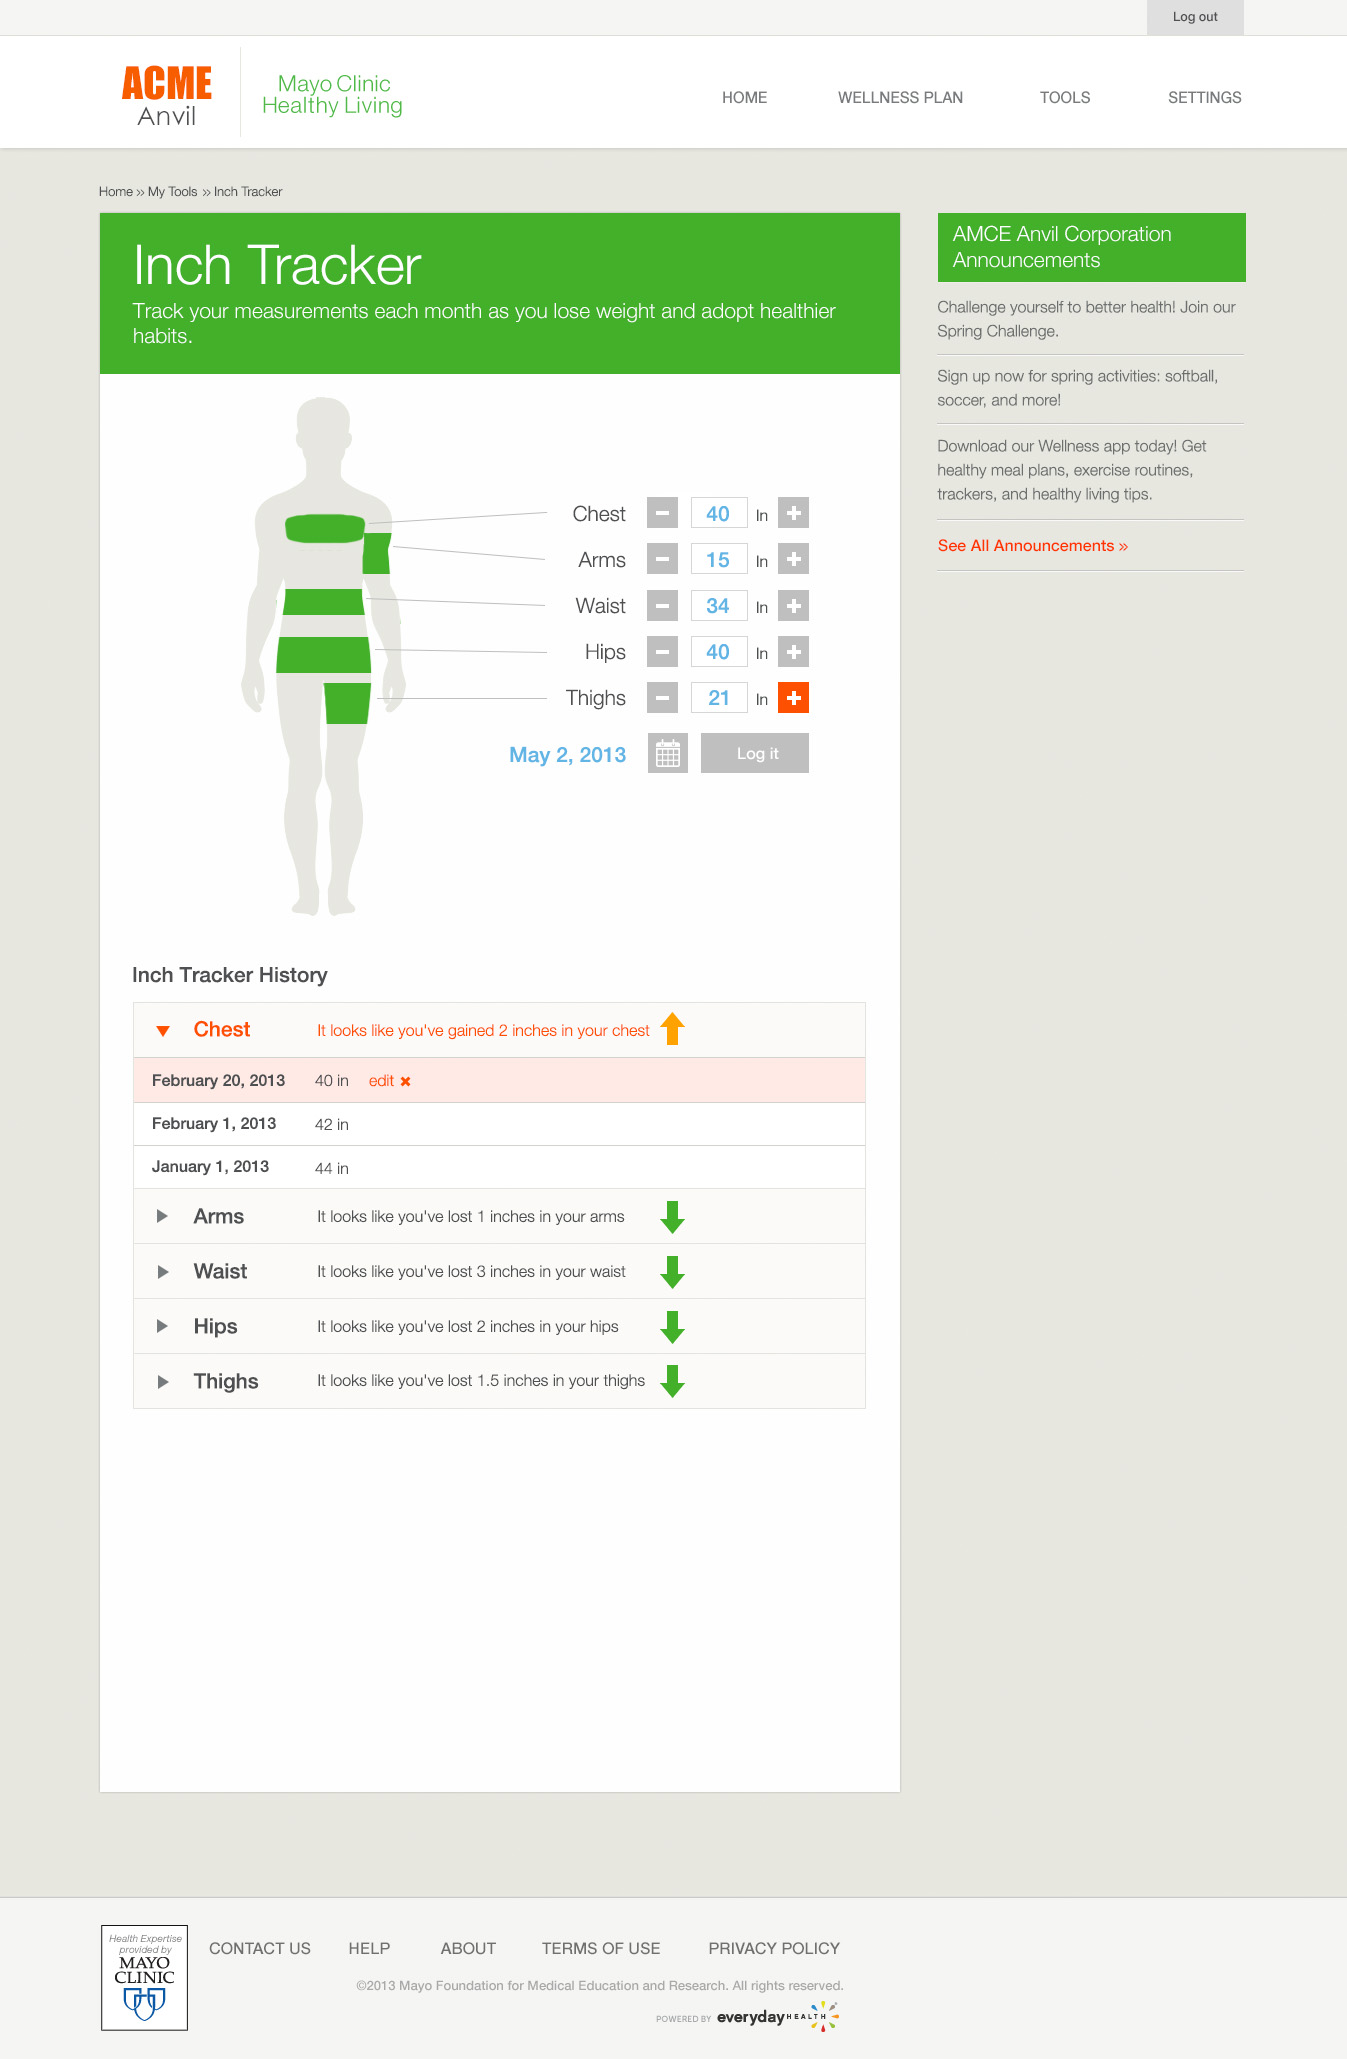 Log out
ACME
Anvil
Mayo Clinic
Healthy Living
HOME
WELLNESS PLAN
TOOLS
SETTINGS
Home » My Tools » Inch Tracker
Inch Tracker
Track your measurements each month as you lose weight and adopt healthier
habits.
Chest - 40 In +
Arms - 15 In +
Waist - 34 In +
Hips - 40 In +
Thighs - 21 In +
May 2, 2013
Log it
Inch Tracker History
Chest It looks like you've gained 2 inches in your chest
February 20, 2013 40 in edit ×
February 1, 2013 42 in
January 1, 2013 44 in
Arms It looks like you've lost 1 inches in your arms
Waist It looks like you've lost 3 inches in your waist
Hips It looks like you've lost 2 inches in your hips
Thighs It looks like you've lost 1.5 inches in your thighs
AMCE Anvil Corporation
Announcements
Challenge yourself to better health! Join our
Spring Challenge.
Sign up now for spring activities: softball,
soccer, and more!
Download our Wellness app today! Get
healthy meal plans, exercise routines,
trackers, and healthy living tips.
See All Announcements »
Health Expertise
provided by
MAYO
CLINIC
CONTACT US
HELP
ABOUT
TERMS OF USE
PRIVACY POLICY
©2013 Mayo Foundation for Medical Education and Research. All rights reserved.
POWERED BY everyday HEALTH